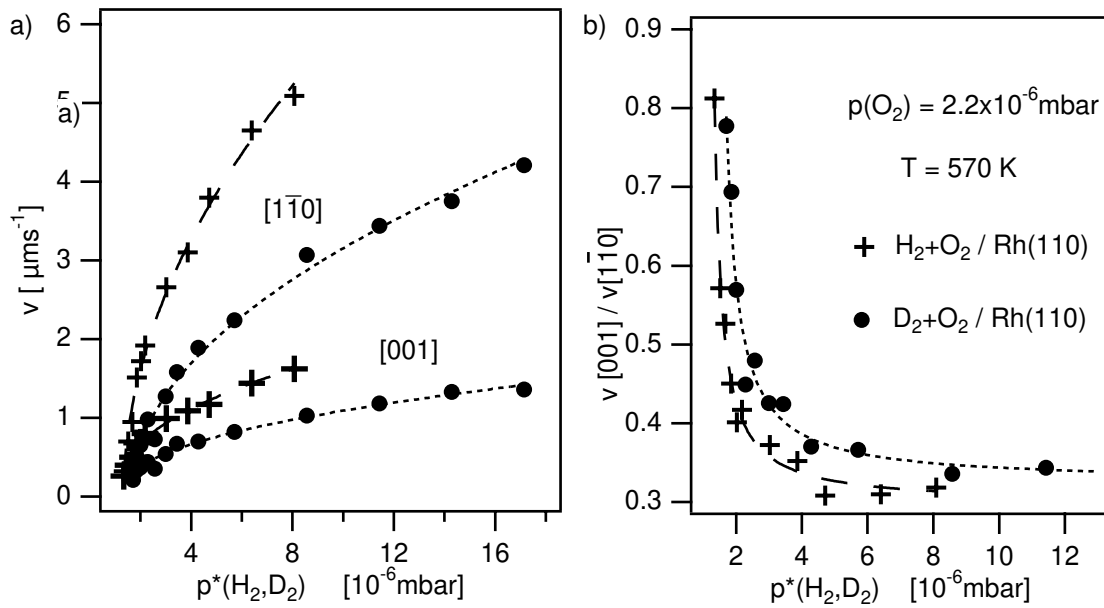 a)
6
5
a)
4
3
2
1
0
v [ µms⁻¹]
[11̄0]
[001]
4
8
12
16
p*(H₂,D₂) [10⁻⁶mbar]
b)
0.9
0.8
0.7
0.6
0.5
0.4
0.3
v [001] / v[11̄0]
p(O₂) = 2.2x10⁻⁶mbar
T = 570 K
H₂+O₂ / Rh(110)
D₂+O₂ / Rh(110)
2
4
6
8
10
12
p*(H₂,D₂) [10⁻⁶mbar]